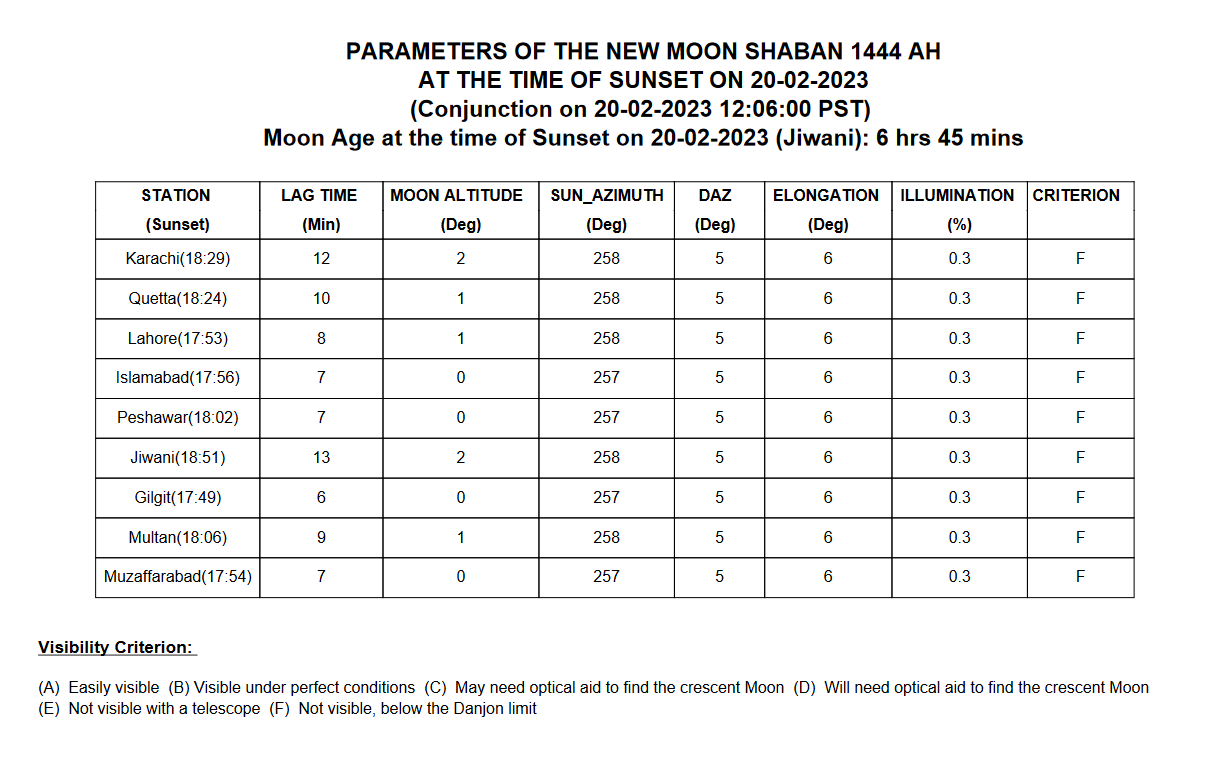 PARAMETERS OF THE NEW MOON SHABAN 1444 AH
AT THE TIME OF SUNSET ON 20-02-2023
(Conjunction on 20-02-2023 12:06:00 PST)
Moon Age at the time of Sunset on 20-02-2023 (Jiwani): 6 hrs 45 mins
STATION LAG TIME MOON ALTITUDE SUN_AZIMUTH DAZ ELONGATION ILLUMINATION CRITERION
(Sunset) (Min) (Deg) (Deg) (Deg) (Deg) (%)
Karachi(18:29) 12 2 258 5 6 0.3 F
Quetta(18:24) 10 1 258 5 6 0.3 F
Lahore(17:53) 8 1 258 5 6 0.3 F
Islamabad(17:56) 7 0 257 5 6 0.3 F
Peshawar(18:02) 7 0 257 5 6 0.3 F
Jiwani(18:51) 13 2 258 5 6 0.3 F
Gilgit(17:49) 6 0 257 5 6 0.3 F
Multan(18:06) 9 1 258 5 6 0.3 F
Muzaffarabad(17:54) 7 0 257 5 6 0.3 F
Visibility Criterion:
(A) Easily visible (B) Visible under perfect conditions (C) May need optical aid to find the crescent Moon (D) Will need optical aid to find the crescent Moon
(E) Not visible with a telescope (F) Not visible, below the Danjon limit